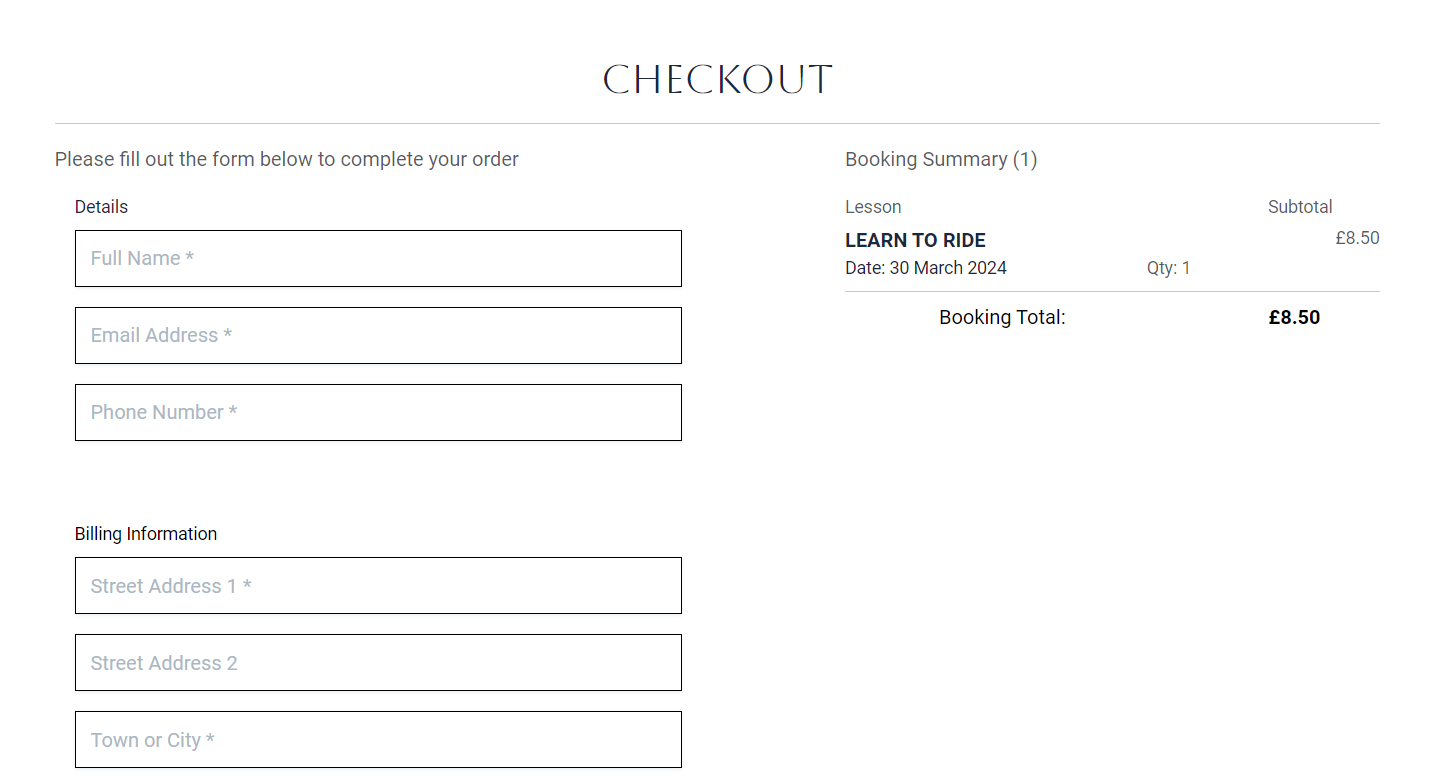 CHECKOUT
Please fill out the form below to complete your order
Details
Full Name *
Email Address *
Phone Number *
Billing Information
Street Address 1 *
Street Address 2
Town or City *
Booking Summary (1)
Lesson Subtotal
LEARN TO RIDE £8.50
Date: 30 March 2024 Qty: 1
Booking Total: £8.50